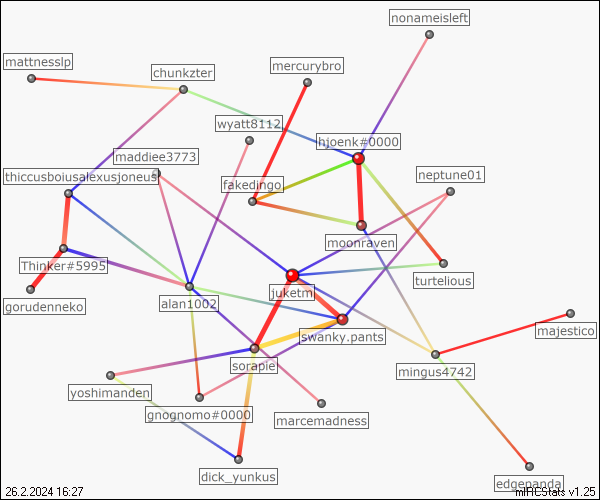 nonameisleft
mattnesslp
mercurybro
chunkzter
wyatt8112
hjoenk#0000
maddiee3773
thiccusboiusalexusjoneus
neptune01
fakedingo
moonraven
Thinker#5995
turtelious
juketm
gorudenneko
alan1002
majestico
swanky.pants
sorapie
mingus4742
yoshimanden
gnognomo#0000
marcemadness
dick_yunkus
edgepanda
26.2.2024 16:27
mIRCStats v1.25